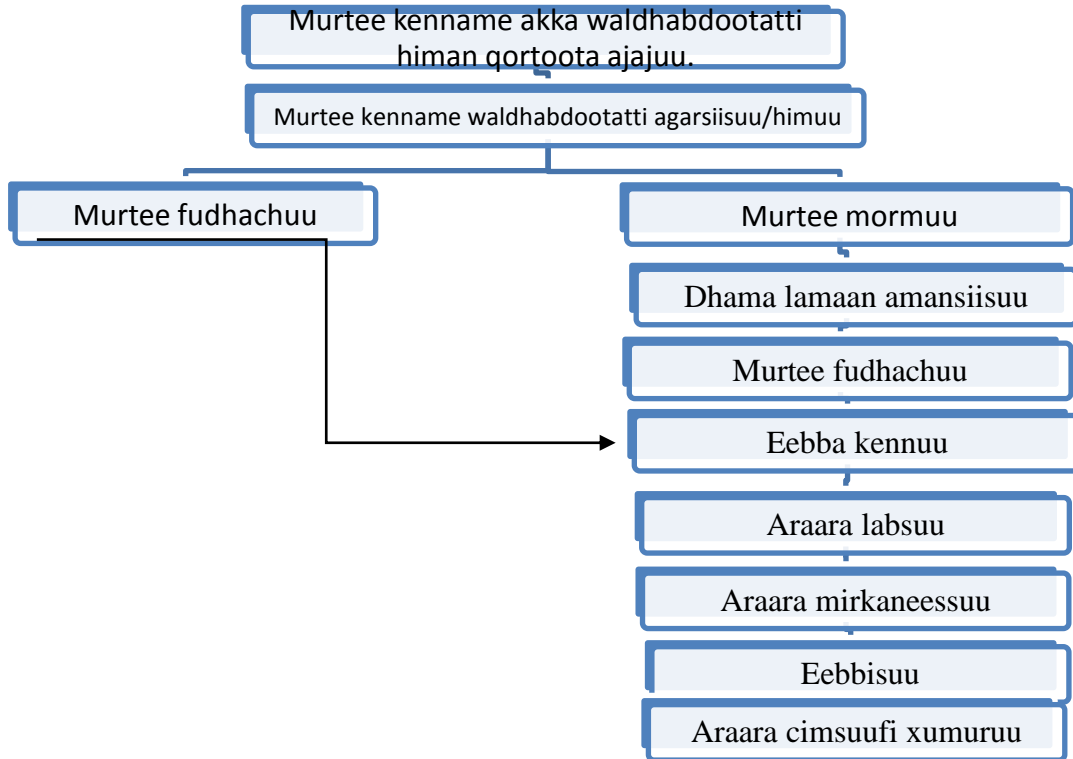 Murtee kenname akka waldhabdootatti
himan qortoota ajajuu.
Murtee kenname waldhabdootatti agarsiisuu/himuu
Murtee fudhachuu
Murtee mormuu
Dhama lamaan amansiisuu
Murtee fudhachuu
Eebba kennuu
Araara labsuu
Araara mirkaneessuu
Eebbisuu
Araara cimsuufi xumuruu